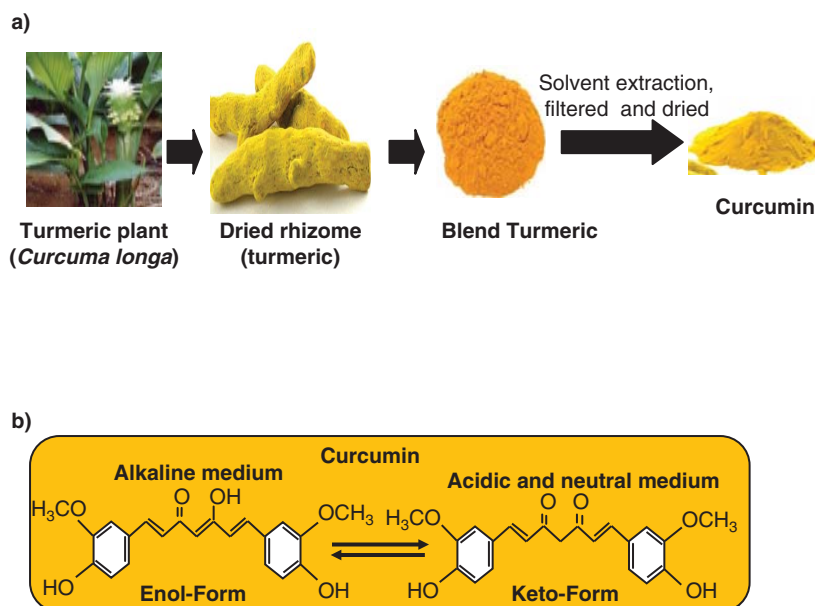 a)
Solvent extraction,
filtered and dried
Turmeric plant
(Curcuma longa)
Dried rhizome
(turmeric)
Blend Turmeric
Curcumin
b)
Curcumin
Alkaline medium
Acidic and neutral medium
H3CO
O
OH
OCH3
HO
OH
Enol-Form
H3CO
O
O
OCH3
HO
OH
Keto-Form